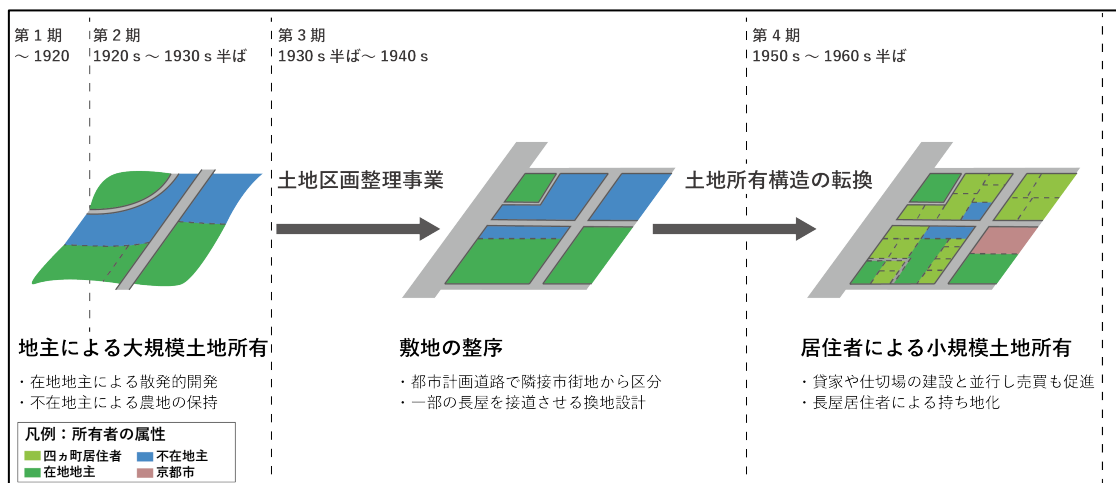 第１期
～ 1920
第２期
1920 s ～ 1930 s 半ば
第３期
1930 s 半ば～ 1940 s
第４期
1950 s ～ 1960 s 半ば
土地区画整理事業
土地所有構造の転換
地主による大規模土地所有
・在地地主による散発的開発
・不在地主による農地の保持
敷地の整序
・都市計画道路で隣接市街地から区分
・一部の長屋を接道させる換地設計
居住者による小規模土地所有
・貸家や仕切場の建設と並行し売買も促進
・長屋居住者による持ち地化
凡例：所有者の属性
四ヵ町居住者
不在地主
在地地主
京都市